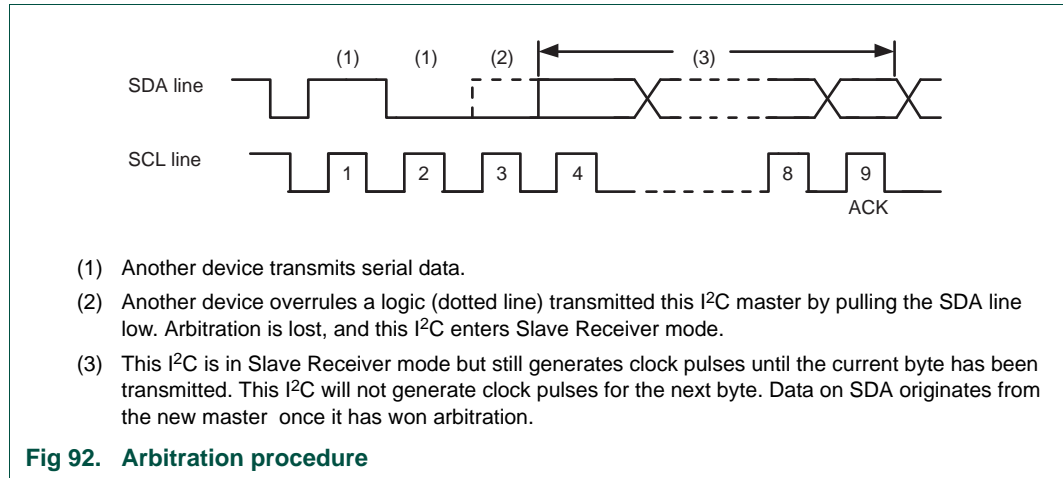 (1) (1) (2) (3)
SDA line
SCL line
1 2 3 4 8 9
ACK
(1) Another device transmits serial data.
(2) Another device overrules a logic (dotted line) transmitted this I2C master by pulling the SDA line
low. Arbitration is lost, and this I2C enters Slave Receiver mode.
(3) This I2C is in Slave Receiver mode but still generates clock pulses until the current byte has been
transmitted. This I2C will not generate clock pulses for the next byte. Data on SDA originates from
the new master once it has won arbitration.
Fig 92. Arbitration procedure